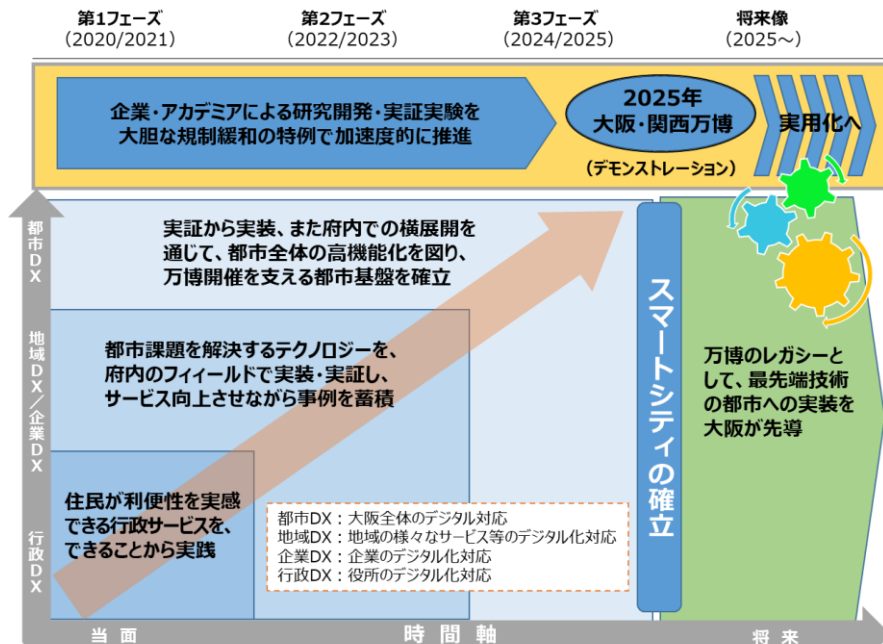 第1フェーズ
(2020/2021)
第2フェーズ
(2022/2023)
第3フェーズ
(2024/2025)
将来像
(2025～)
企業・アカデミアによる研究開発・実証実験を
大胆な規制緩和の特例で加速度的に推進
2025年
大阪・関西万博
(デモンストレーション)
実用化へ
都市DX
地域DX／企業DX
行政DX
実証から実装、また府内での横展開を
通じて、都市全体の高機能化を図り、
万博開催を支える都市基盤を確立
都市課題を解決するテクノロジーを、
府内のフィィールドで実装・実証し、
サービス向上させながら事例を蓄積
住民が利便性を実感
できる行政サービスを、
できることから実践
都市DX：大阪全体のデジタル対応
地域DX：地域の様々なサービス等のデジタル化対応
企業DX：企業のデジタル化対応
行政DX：役所のデジタル化対応
スマートシティの確立
万博のレガシーと
して、最先端技術
の都市への実装を
大阪が先導
当面
時間軸
将来